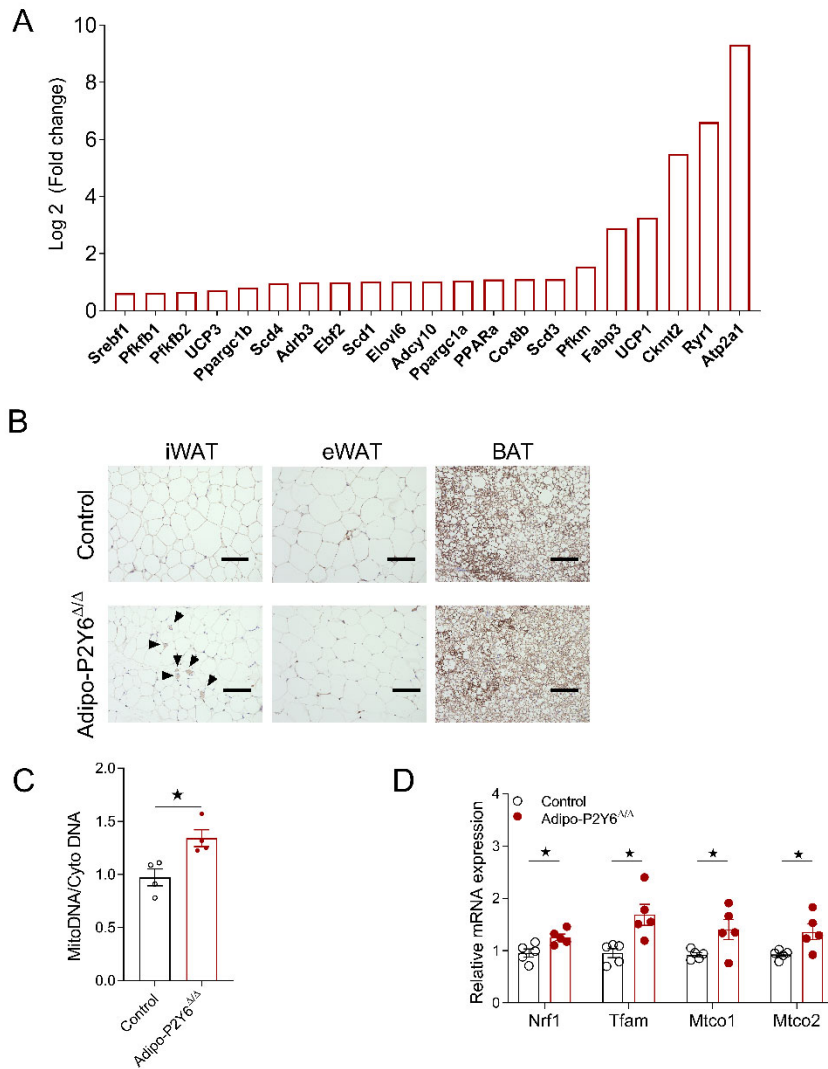 A
Log 2 (Fold change)
10
8
6
4
2
0
Srebf1 Pfkfb1 Pfkfb2 UCP3 Ppargc1b Scd4 Adrb3 Ebf2 Scd1 Elovl6 Adcy10 Ppargc1a PPARa Cox8b Scd3 Pfkm Fabp3 UCP1 Ckmt2 Ryr1 Atp2a1
B
iWAT eWAT BAT
Control
Adipo-P2Y6Δ/Δ
C
MitoDNA/Cyto DNA
2.0
1.5
1.0
0.5
0.0
★
Control Adipo-P2Y6Δ/Δ
D
Relative mRNA expression
4
3
2
1
0
Control
Adipo-P2Y6Δ/Δ
★ ★ ★ ★
Nrf1 Tfam Mtco1 Mtco2